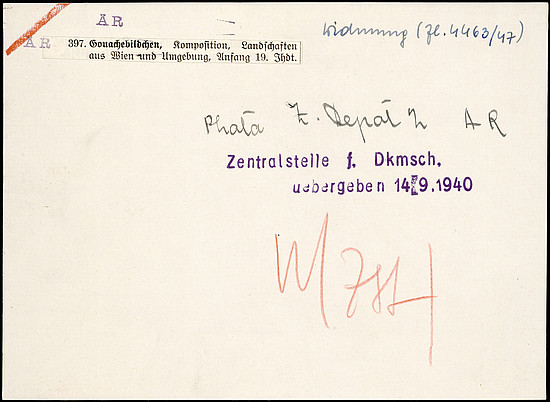 ÄR
Widmung (Zl. 4463/47)
AR 397. Gouachebildchen, Komposition, Landschaften
aus Wien und Umgebung, Anfang 19. Jhdt.
Photo Z. Depot AR
Zentralstelle f. Dkmsch.
uebergeben 14.9.1940